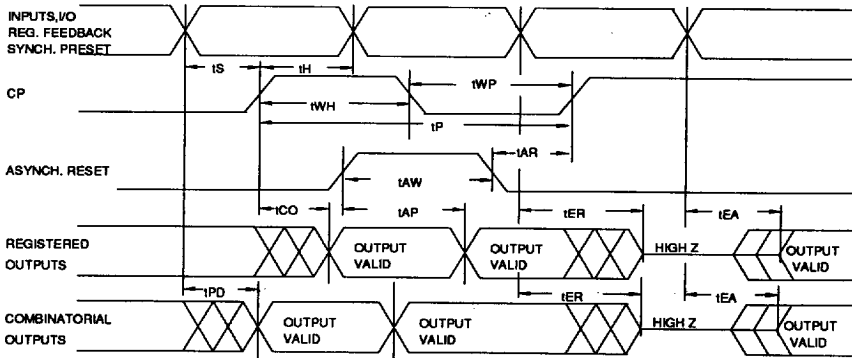 INPUTS,I/O
REG. FEEDBACK
SYNCH. PRESET
tS
tH
CP
tWP
tWH
tP
tAR
ASYNCH. RESET
tAW
tCO
tAP
tER
tEA
REGISTERED
OUTPUTS
OUTPUT
VALID
OUTPUT
VALID
HIGH Z
OUTPUT
VALID
tPD
tER
tEA
COMBINATORIAL
OUTPUTS
OUTPUT
VALID
OUTPUT
VALID
HIGH Z
OUTPUT
VALID